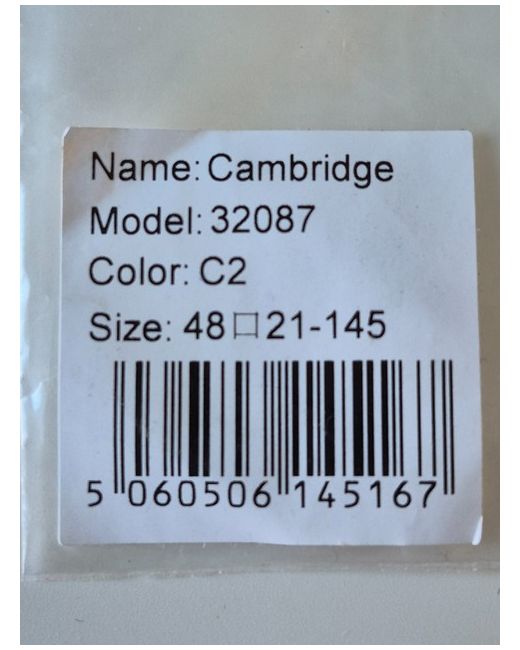 Name: Cambridge
Model: 32087
Color: C2
Size: 48□21-145
5 060506 145167